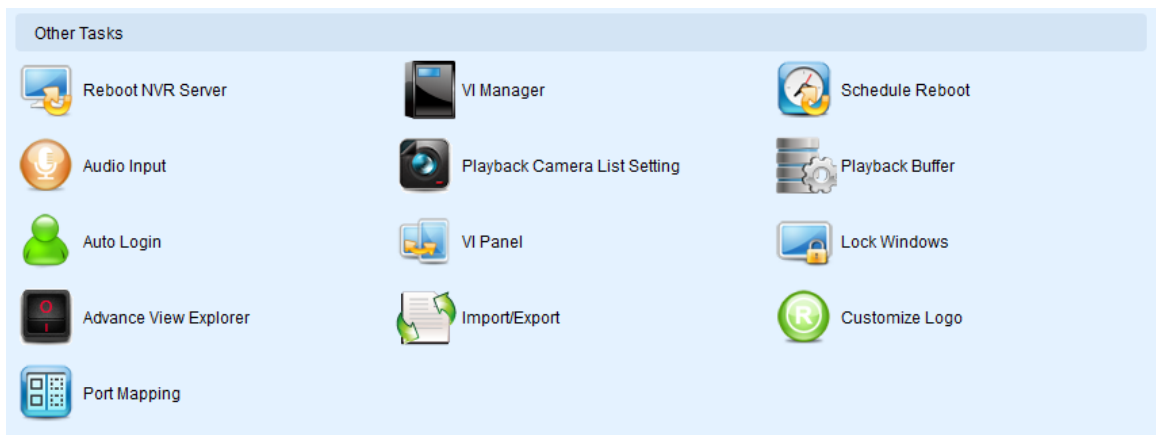 Other Tasks
Reboot NVR Server
VI Manager
Schedule Reboot
Audio Input
Playback Camera List Setting
Playback Buffer
Auto Login
VI Panel
Lock Windows
Advance View Explorer
Import/Export
Customize Logo
Port Mapping